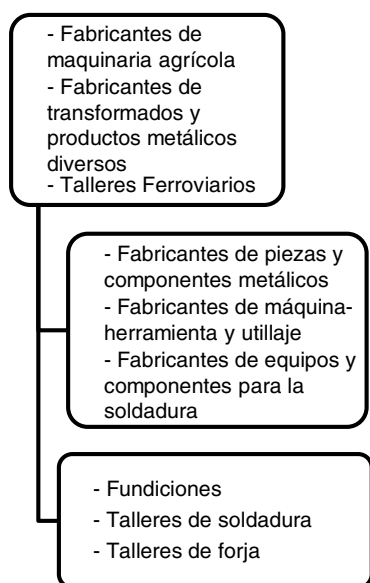 - Fabricantes de
maquinaria agrícola
- Fabricantes de
transformados y
productos metálicos
diversos
- Talleres Ferroviarios
- Fabricantes de piezas y
componentes metálicos
- Fabricantes de máquina-
herramienta y utillaje
- Fabricantes de equipos y
componentes para la
soldadura
- Fundiciones
- Talleres de soldadura
- Talleres de forja